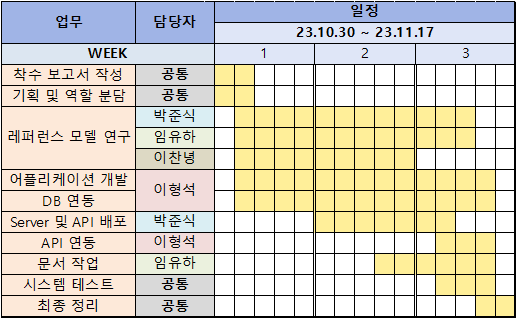 업무 담당자 일정
23.10.30 ~ 23.11.17
WEEK 1 2 3
착수 보고서 작성 공통
기획 및 역할 분담 공통
박준식
레퍼런스 모델 연구 임유하
이찬녕
어플리케이션 개발
이형석
DB 연동
Server 및 API 배포 박준식
API 연동 이형석
문서 작업 임유하
시스템 테스트 공통
최종 정리 공통